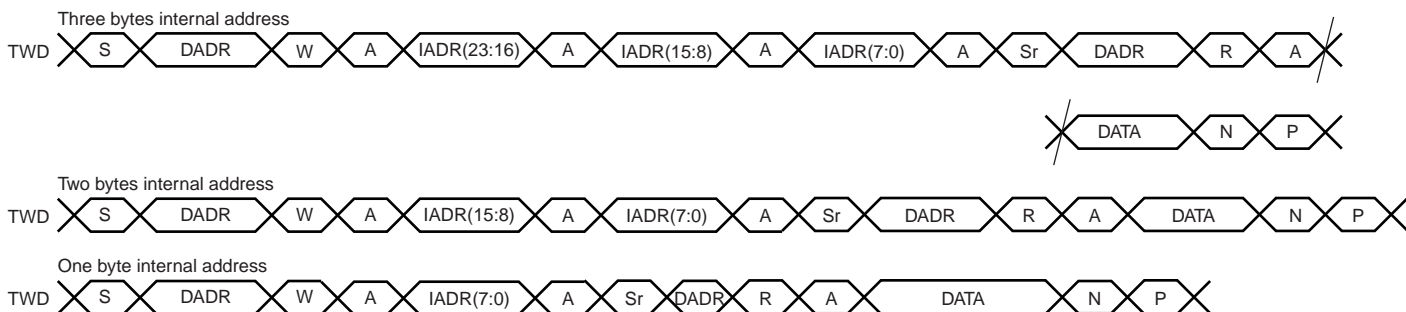 Three bytes internal address
TWD S DADR W A IADR(23:16) A IADR(15:8) A IADR(7:0) A Sr DADR R A
DATA N P
Two bytes internal address
TWD S DADR W A IADR(15:8) A IADR(7:0) A Sr DADR R A DATA N P
One byte internal address
TWD S DADR W A IADR(7:0) A Sr DADR R A DATA N P